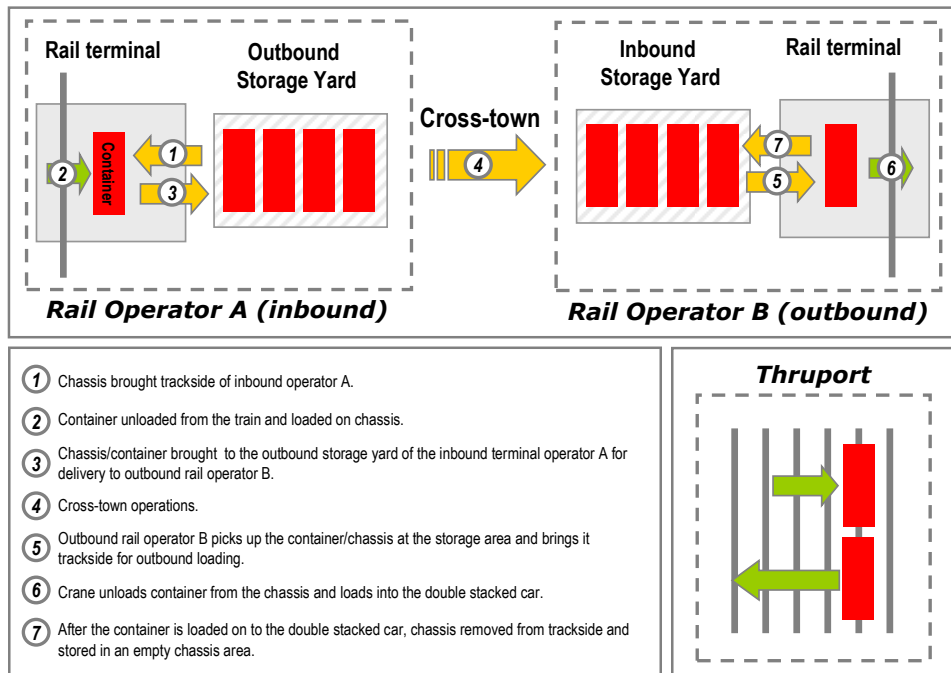 Rail terminal
Outbound
Storage Yard
Container
1
2
3
Rail Operator A (inbound)
Cross-town
4
Inbound
Storage Yard
Rail terminal
7
5
6
Rail Operator B (outbound)
1 Chassis brought trackside of inbound operator A.
2 Container unloaded from the train and loaded on chassis.
3 Chassis/container brought to the outbound storage yard of the inbound terminal operator A for
delivery to outbound rail operator B.
4 Cross-town operations.
5 Outbound rail operator B picks up the container/chassis at the storage area and brings it
trackside for outbound loading.
6 Crane unloads container from the chassis and loads into the double stacked car.
7 After the container is loaded on to the double stacked car, chassis removed from trackside and
stored in an empty chassis area.
Thruport